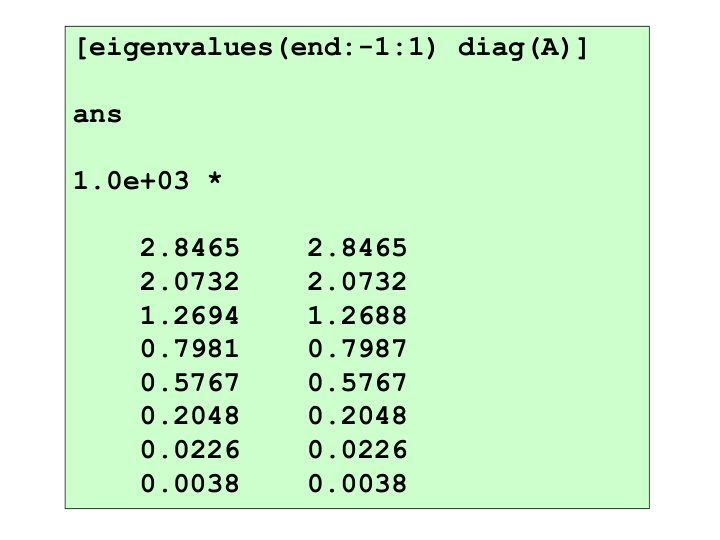 [eigenvalues(end:-1:1) diag(A)]
ans
1.0e+03 *
2.8465 2.8465
2.0732 2.0732
1.2694 1.2688
0.7981 0.7987
0.5767 0.5767
0.2048 0.2048
0.0226 0.0226
0.0038 0.0038